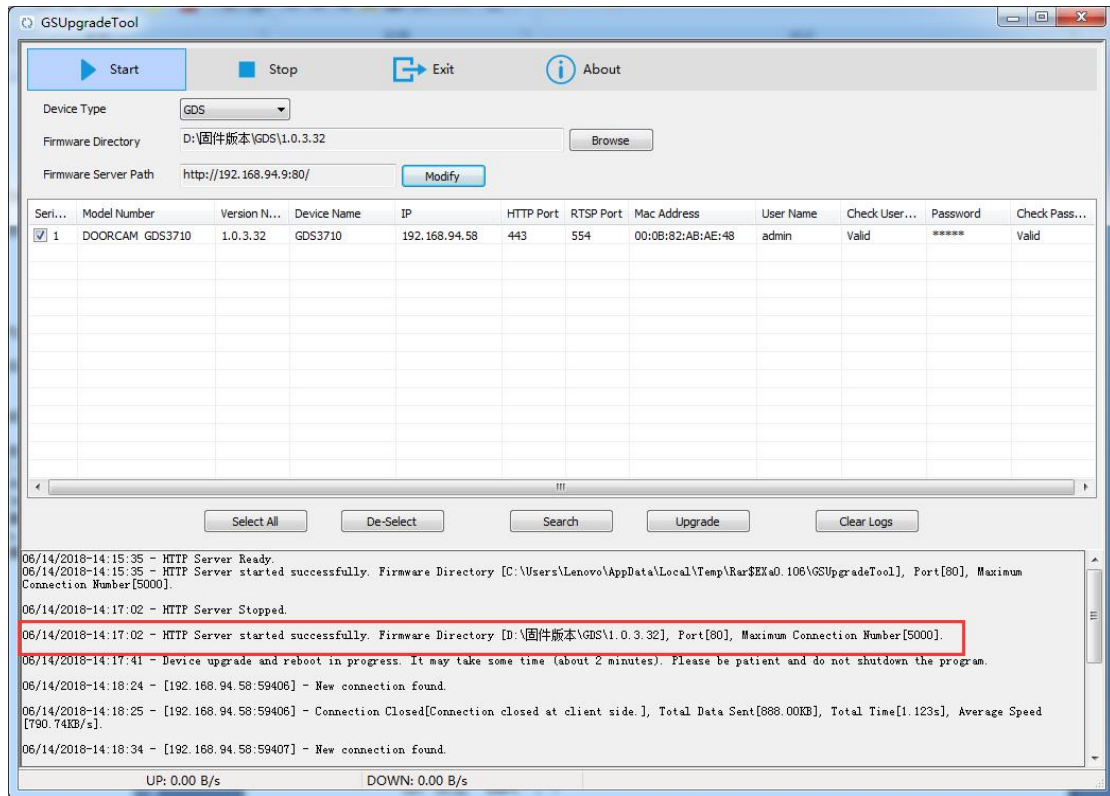 GSUpgradeTool
Start Stop Exit About
Device Type GDS
Firmware Directory D:\固件版本\GDS\1.0.3.32 Browse
Firmware Server Path http://192.168.94.9:80/ Modify
Seri... Model Number Version N... Device Name IP HTTP Port RTSP Port Mac Address User Name Check User... Password Check Pass...
1 DOORCAM GDS3710 1.0.3.32 GDS3710 192.168.94.58 443 554 00:0B:82:AB:AE:48 admin Valid ***** Valid
Select All De-Select Search Upgrade Clear Logs
06/14/2018-14:15:35 - HTTP Server Ready.
06/14/2018-14:15:35 - HTTP Server started successfully. Firmware Directory [C:\Users\Lenovo\AppData\Local\Temp\Rar$EXa0.106\GSUpgradeTool], Port[80], Maximum
Connection Number[5000].
06/14/2018-14:17:02 - HTTP Server Stopped.
06/14/2018-14:17:02 - HTTP Server started successfully. Firmware Directory [D:\固件版本\GDS\1.0.3.32], Port[80], Maximum Connection Number[5000].
06/14/2018-14:17:41 - Device upgrade and reboot in progress. It may take some time (about 2 minutes). Please be patient and do not shutdown the program.
06/14/2018-14:18:24 - [192.168.94.58:59406] - New connection found.
06/14/2018-14:18:25 - [192.168.94.58:59406] - Connection Closed[Connection closed at client side.], Total Data Sent[888.00KB], Total Time[1.123s], Average Speed
[790.74KB/s].
06/14/2018-14:18:34 - [192.168.94.58:59407] - New connection found.
UP: 0.00 B/s DOWN: 0.00 B/s